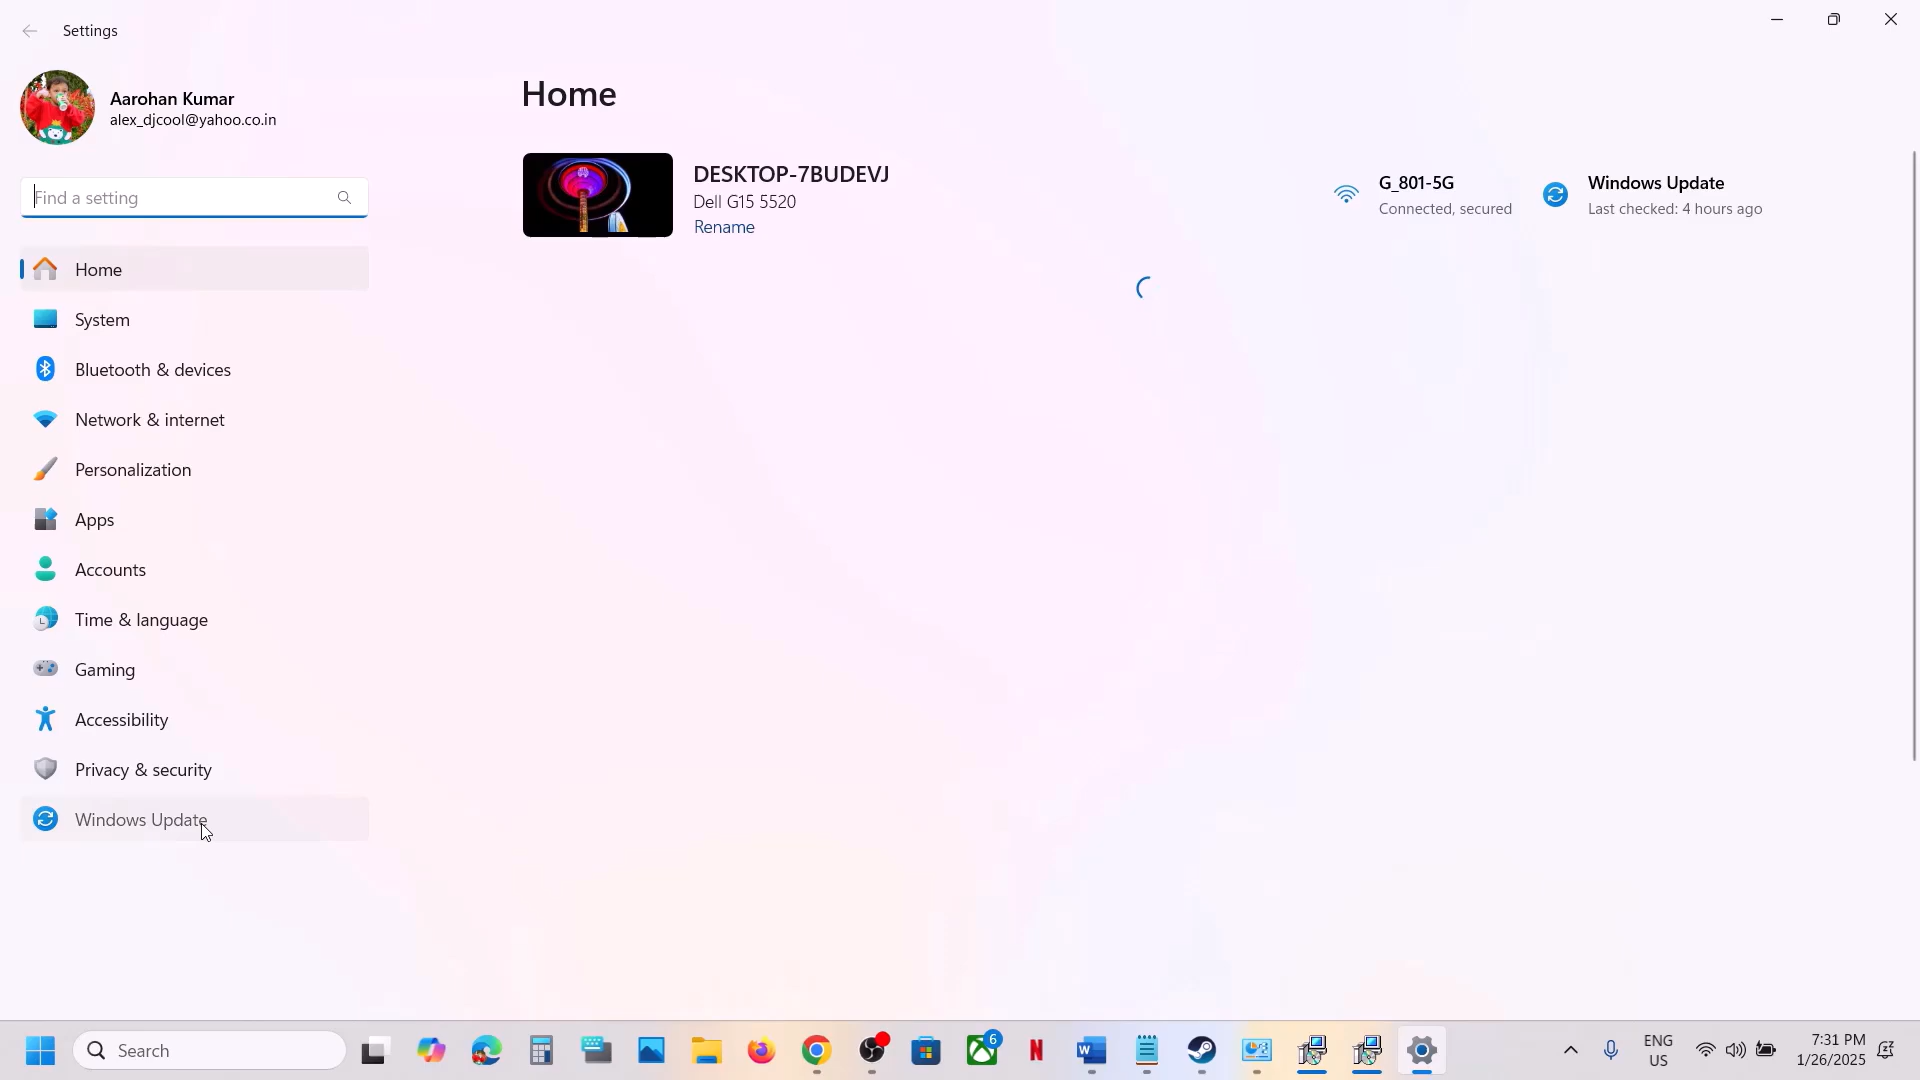 Settings
Aarohan Kumar
alex_djcool@yahoo.co.in
Find a setting
Home
System
Bluetooth & devices
Network & internet
Personalization
Apps
Accounts
Time & language
Gaming
Accessibility
Privacy & security
Windows Update
Home
DESKTOP-7BUDEVJ
Dell G15 5520
Rename
G_801-5G
Connected, secured
Windows Update
Last checked: 4 hours ago
Search
6
ENG
US
7:31 PM
1/26/2025